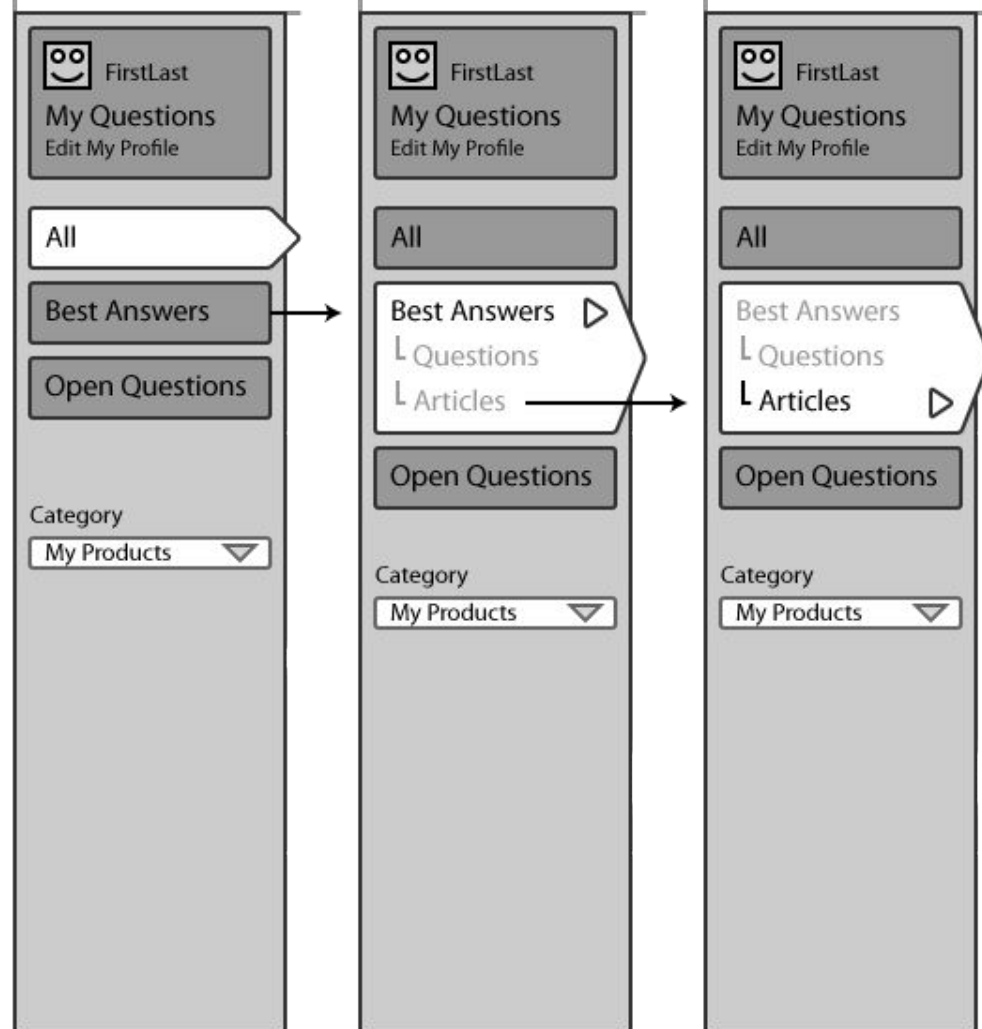 FirstLast
My Questions
Edit My Profile
All
Best Answers
Open Questions
Category
My Products
FirstLast
My Questions
Edit My Profile
All
Best Answers
Questions
Articles
Open Questions
Category
My Products
FirstLast
My Questions
Edit My Profile
All
Best Answers
Questions
Articles
Open Questions
Category
My Products